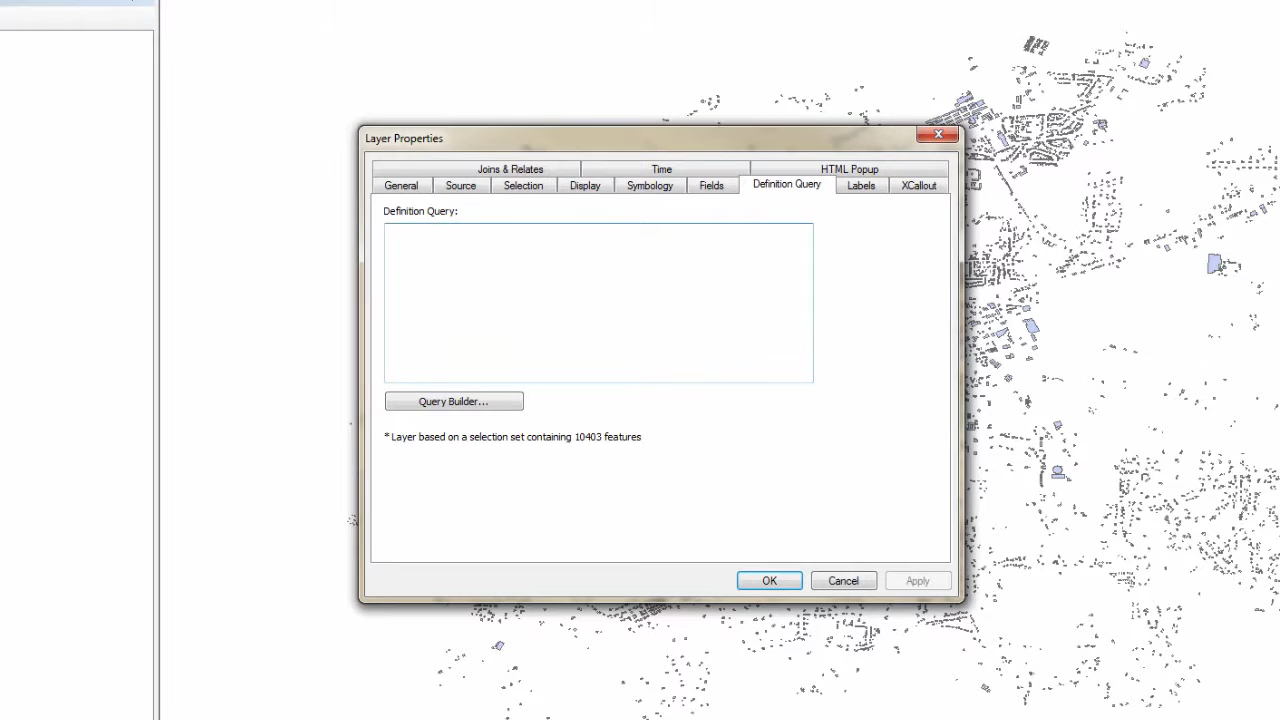 Layer Properties
Joins & Relates Time HTML Popup
General Source Selection Display Symbology Fields Definition Query Labels XCallout
Definition Query:
Query Builder...
* Layer based on a selection set containing 10403 features
OK Cancel Apply